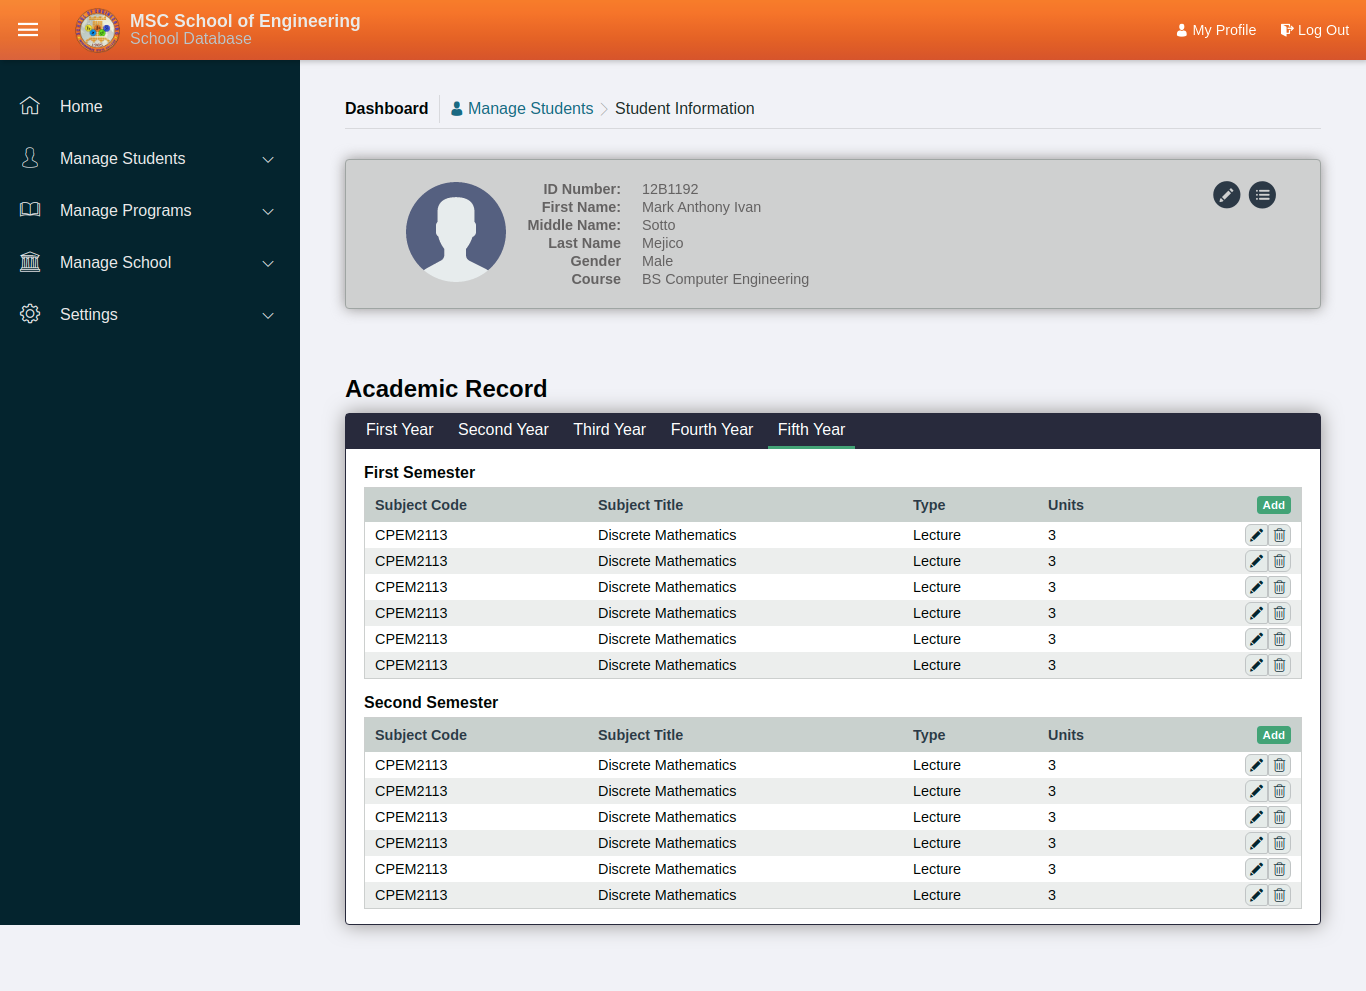 MSC School of Engineering
School Database
My Profile
Log Out
Home
Manage Students
Manage Programs
Manage School
Settings
Dashboard
Manage Students
Student Information
ID Number: 12B1192
First Name: Mark Anthony Ivan
Middle Name: Sotto
Last Name Mejico
Gender Male
Course BS Computer Engineering
Academic Record
First Year Second Year Third Year Fourth Year Fifth Year
First Semester
Subject Code Subject Title Type Units Add
CPEM2113 Discrete Mathematics Lecture 3
CPEM2113 Discrete Mathematics Lecture 3
CPEM2113 Discrete Mathematics Lecture 3
CPEM2113 Discrete Mathematics Lecture 3
CPEM2113 Discrete Mathematics Lecture 3
CPEM2113 Discrete Mathematics Lecture 3
Second Semester
Subject Code Subject Title Type Units Add
CPEM2113 Discrete Mathematics Lecture 3
CPEM2113 Discrete Mathematics Lecture 3
CPEM2113 Discrete Mathematics Lecture 3
CPEM2113 Discrete Mathematics Lecture 3
CPEM2113 Discrete Mathematics Lecture 3
CPEM2113 Discrete Mathematics Lecture 3